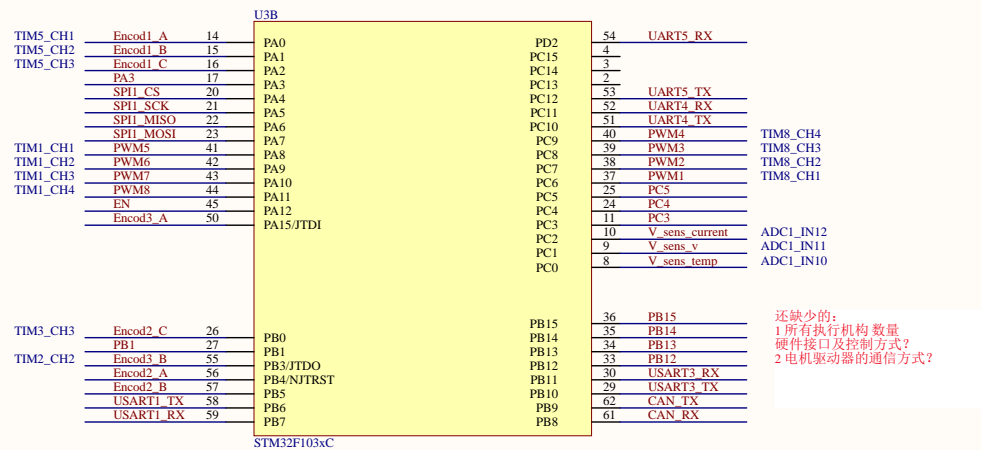 U3B
TIM5_CH1 Encod1_A 14 PA0
TIM5_CH2 Encod1_B 15 PA1
TIM5_CH3 Encod1_C 16 PA2
PA3 17 PA3
SPI1_CS 20 PA4
SPI1_SCK 21 PA5
SPI1_MISO 22 PA6
SPI1_MOSI 23 PA7
TIM1_CH1 PWM5 41 PA8
TIM1_CH2 PWM6 42 PA9
TIM1_CH3 PWM7 43 PA10
TIM1_CH4 PWM8 44 PA11
EN 45 PA12
Encod3_A 50 PA15/JTDI
TIM3_CH3 Encod2_C 26 PB0
PB1 27 PB1
TIM2_CH2 Encod3_B 55 PB3/JTDO
Encod2_A 56 PB4/NJTRST
Encod2_B 57 PB5
USART1_TX 58 PB6
USART1_RX 59 PB7
PD2 54 UART5_RX
PC15 4
PC14 3
PC13 2
PC12 53 UART5_TX
PC11 52 UART4_RX
PC10 51 UART4_TX
PC9 40 PWM4 TIM8_CH4
PC8 39 PWM3 TIM8_CH3
PC7 38 PWM2 TIM8_CH2
PC6 37 PWM1 TIM8_CH1
PC5 25 PC5
PC4 24 PC4
PC3 11 PC3
PC2 10 V_sens_current ADC1_IN12
PC1 9 V_sens_v ADC1_IN11
PC0 8 V_sens_temp ADC1_IN10
PB15 36 PB15
PB14 35 PB14
PB13 34 PB13
PB12 33 PB12
PB11 30 USART3_RX
PB10 29 USART3_TX
PB9 62 CAN_TX
PB8 61 CAN_RX
STM32F103xC
还缺少的：
1 所有执行机构 数量
硬件接口及控制方式？
2 电机驱动器的通信方式？